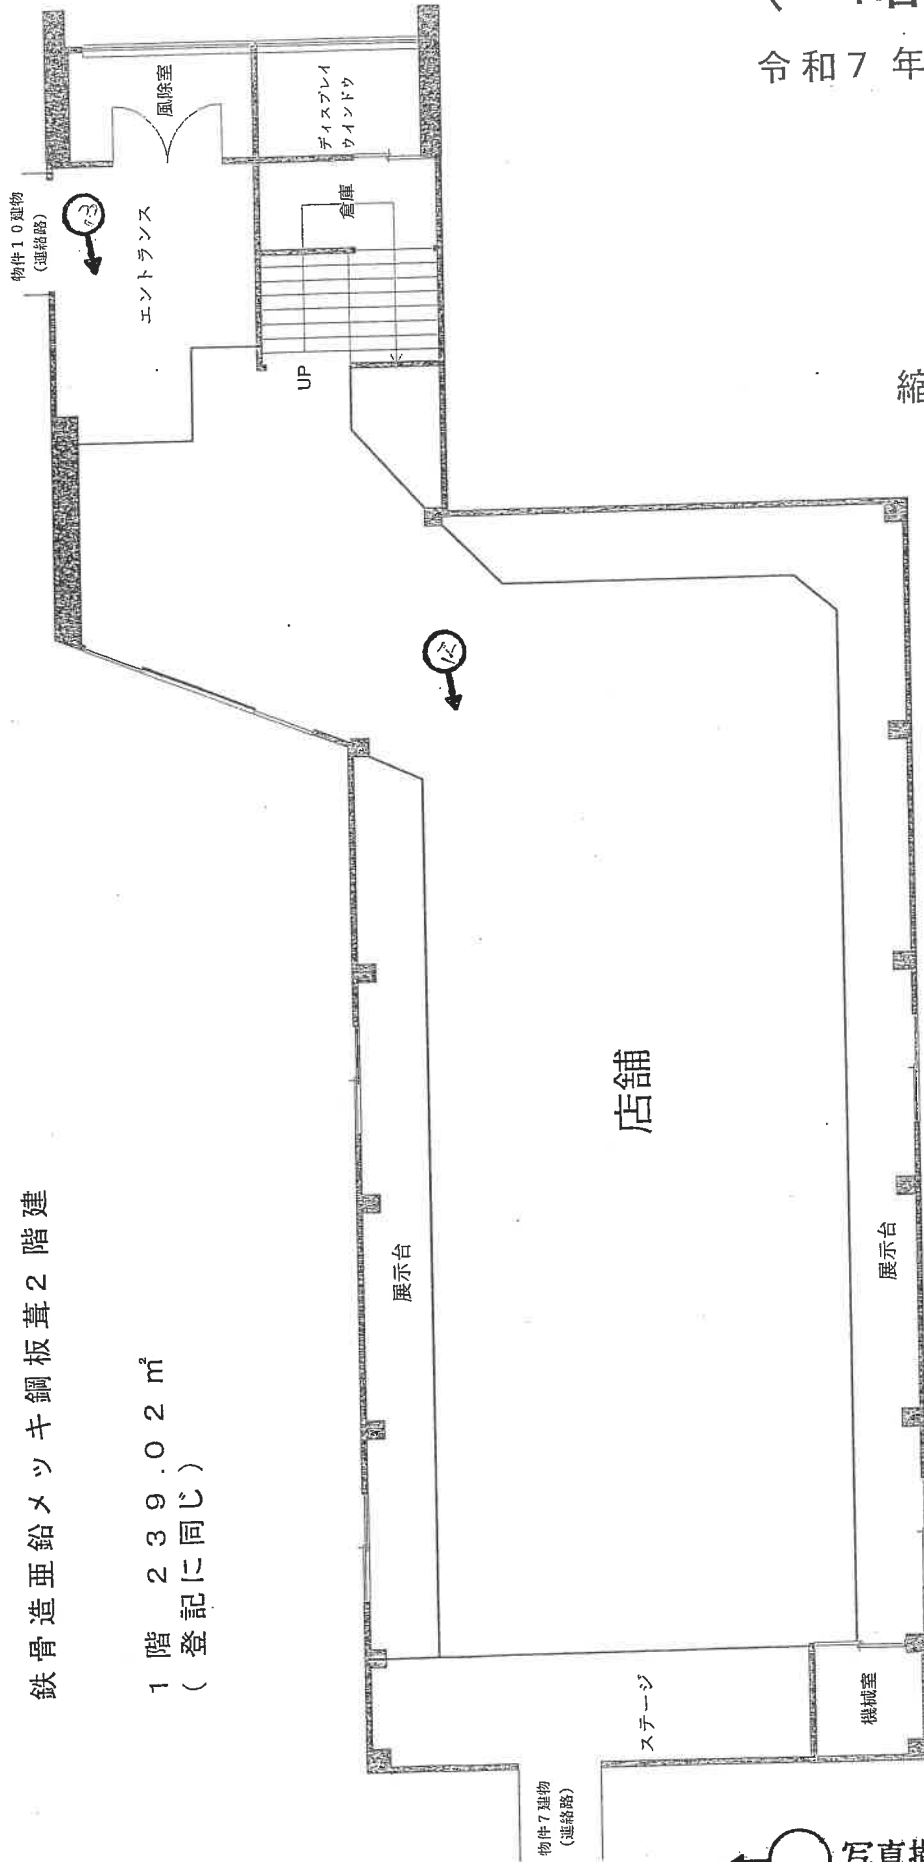 令和7年
縮
鉄骨造亜鉛メッキ鋼板葺2階建
1階 239.02㎡
(登記に同じ)
物件10建物
(連絡路)
風除室
ディスプレイ
ウインドウ
エントランス
倉庫
UP
店舗
展示台
展示台
ステージ
機械室
物件7建物
(連絡路)
写真